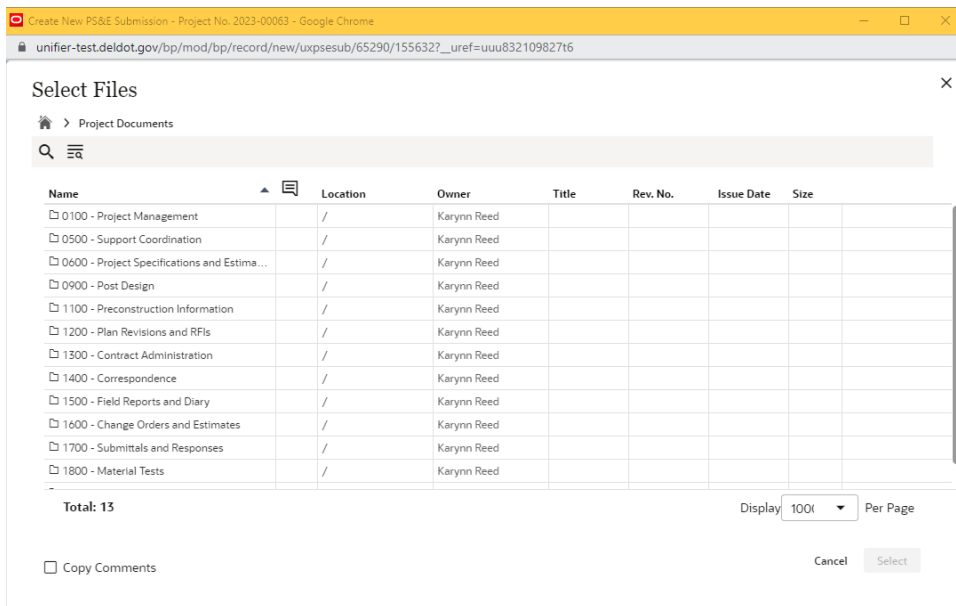 Create New PS&E Submission - Project No. 2023-00063 - Google Chrome
unifier-test.deldot.gov/bp/mod/bp/record/new/uxpsesub/65290/155632?__uref=uuu832109827t6
Select Files
Project Documents
Name Location Owner Title Rev. No. Issue Date Size
0100 - Project Management / Karynn Reed
0500 - Support Coordination / Karynn Reed
0600 - Project Specifications and Estima... / Karynn Reed
0900 - Post Design / Karynn Reed
1100 - Preconstruction Information / Karynn Reed
1200 - Plan Revisions and RFIs / Karynn Reed
1300 - Contract Administration / Karynn Reed
1400 - Correspondence / Karynn Reed
1500 - Field Reports and Diary / Karynn Reed
1600 - Change Orders and Estimates / Karynn Reed
1700 - Submittals and Responses / Karynn Reed
1800 - Material Tests / Karynn Reed
Total: 13 Display 100( Per Page
Copy Comments Cancel Select